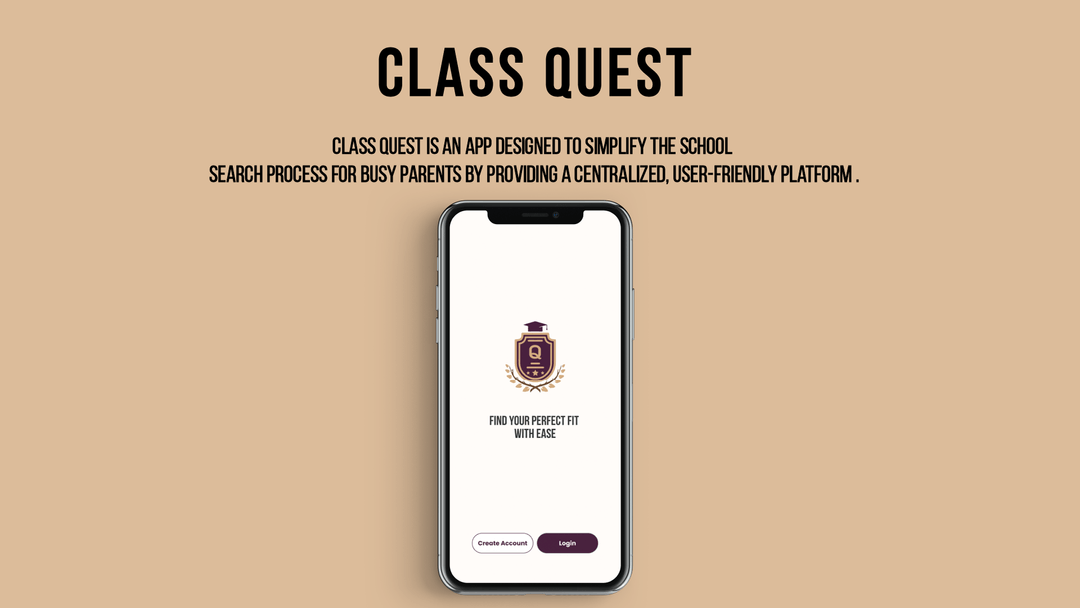 CLASS QUEST
CLASS QUEST IS AN APP DESIGNED TO SIMPLIFY THE SCHOOL
SEARCH PROCESS FOR BUSY PARENTS BY PROVIDING A CENTRALIZED, USER-FRIENDLY PLATFORM .
Q
FIND YOUR PERFECT FIT
WITH EASE
Create Account Login